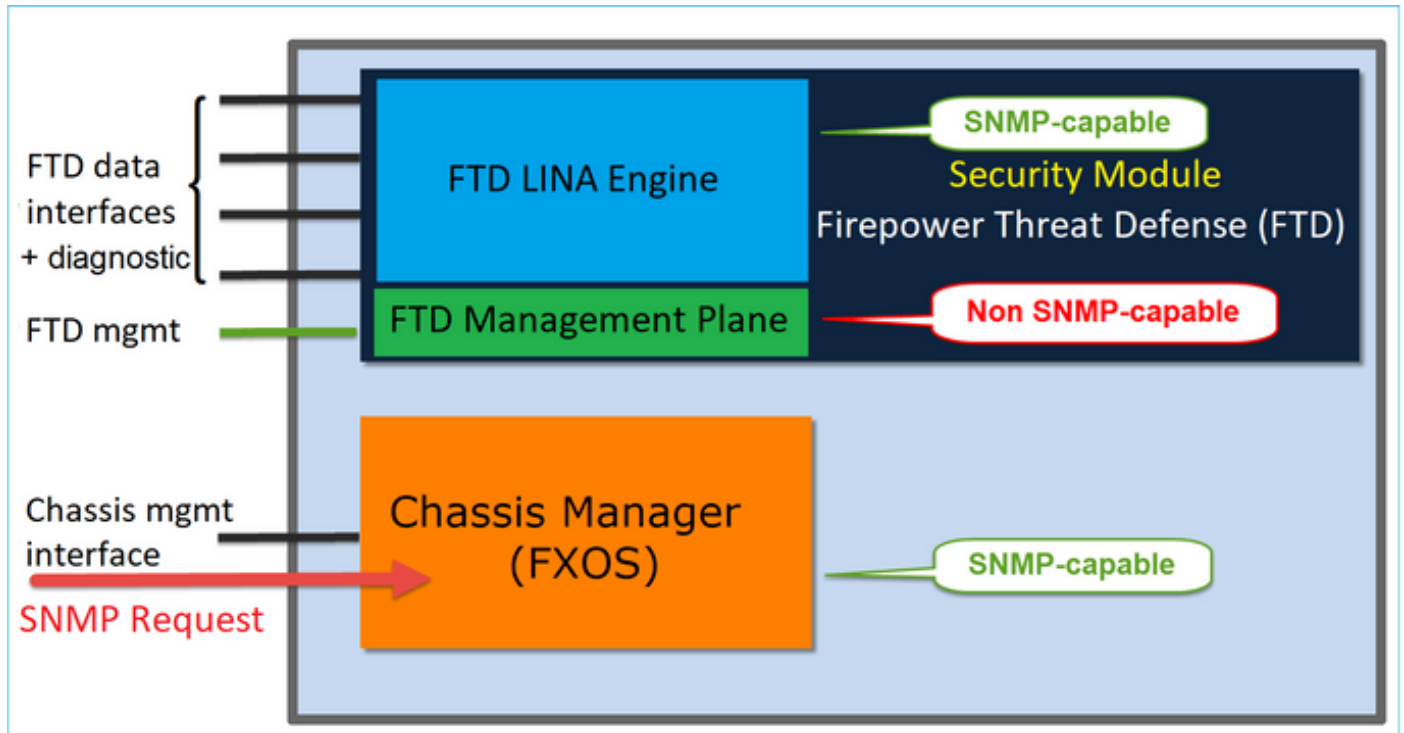 SNMP-capable
FTD LINA Engine
Security Module
Firepower Threat Defense (FTD)
FTD data
interfaces
+ diagnostic
FTD Management Plane
Non SNMP-capable
FTD mgmt
Chassis Manager
(FXOS)
Chassis mgmt
interface
SNMP-capable
SNMP Request